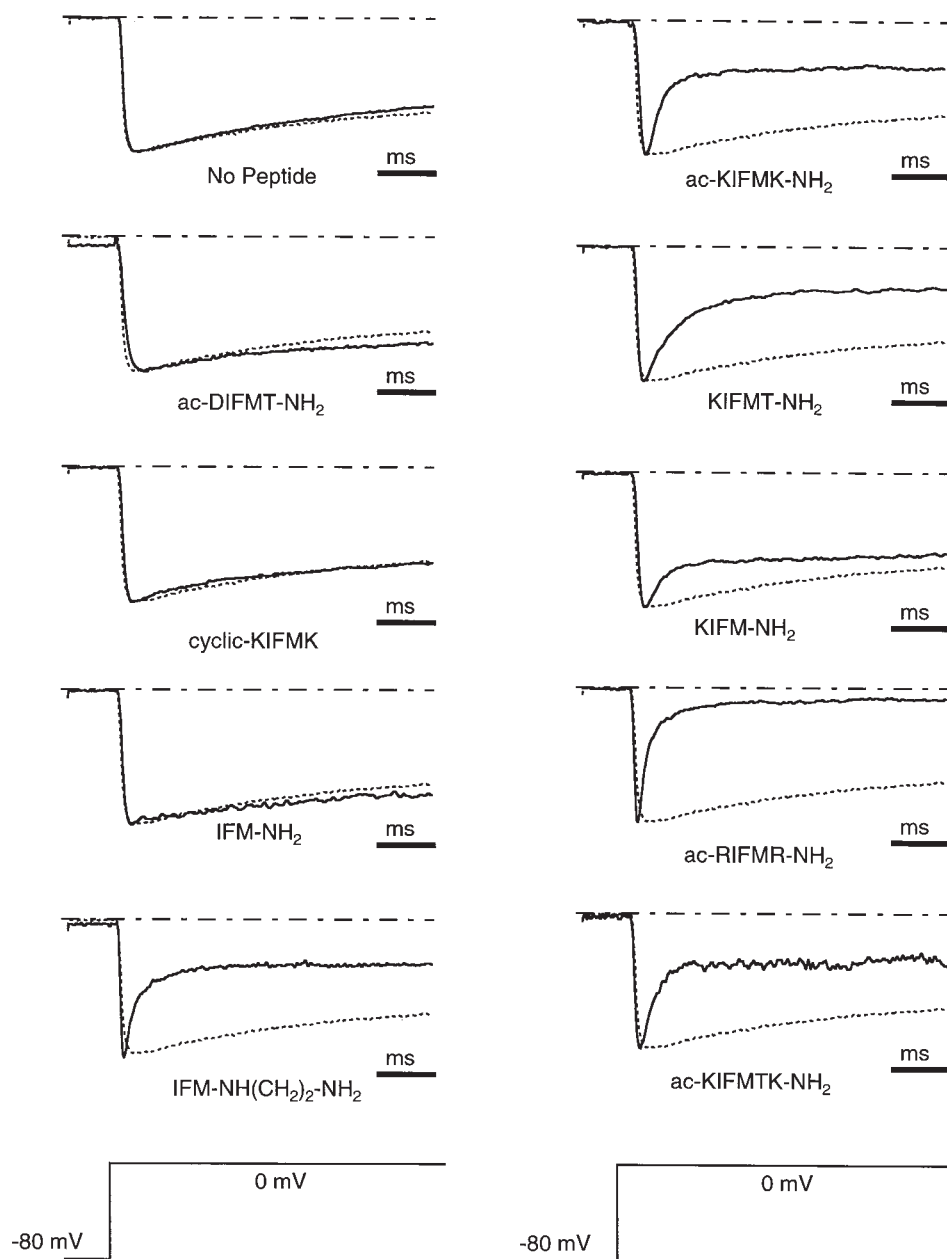 ms
No Peptide
ms
ac-DIFMT-NH₂
ms
cyclic-KIFMK
ms
IFM-NH₂
ms
IFM-NH(CH₂)₂-NH₂
0 mV
-80 mV
ms
ac-KIFMK-NH₂
ms
KIFMT-NH₂
ms
KIFM-NH₂
ms
ac-RIFMR-NH₂
ms
ac-KIFMTK-NH₂
0 mV
-80 mV